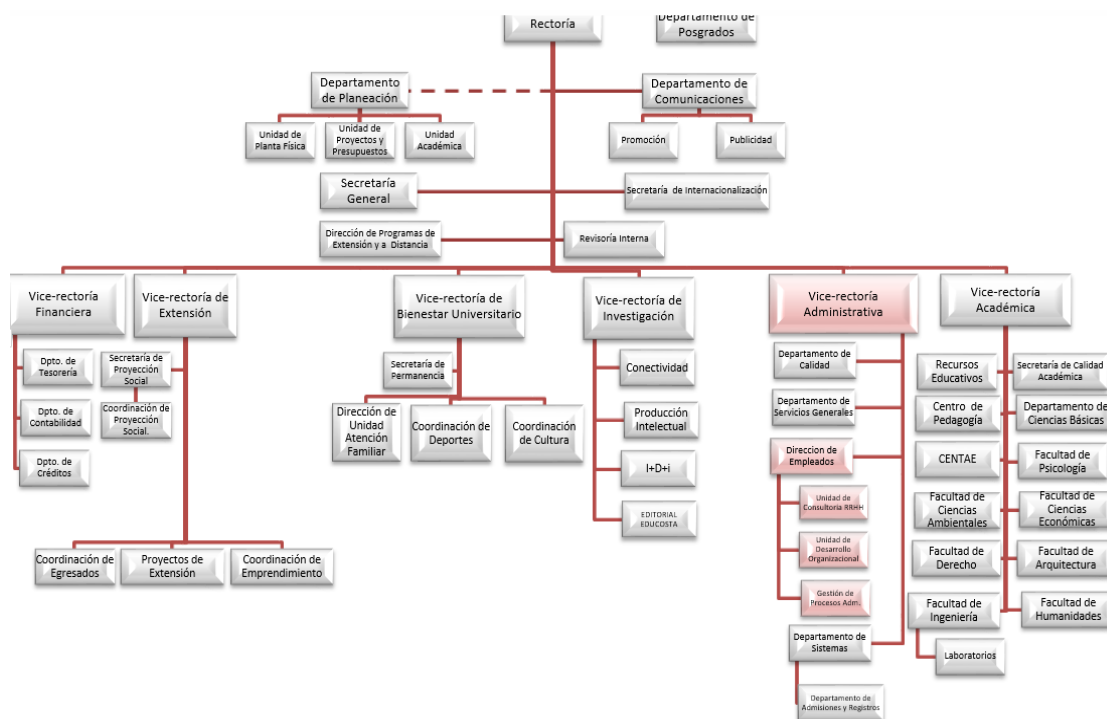 Rectoría
Departamento de
Posgrados
Departamento
de Planeación
Departamento de
Comunicaciones
Unidad de
Planta Física
Unidad de
Proyectos y
Presupuestos
Unidad
Académica
Promoción
Publicidad
Secretaría
General
Secretaría de Internacionalización
Dirección de Programas de
Extensión y a Distancia
Revisoría Interna
Vice-rectoría
Financiera
Vice-rectoría de
Extensión
Vice-rectoría de
Bienestar Universitario
Vice-rectoría de
Investigación
Vice-rectoría
Administrativa
Vice-rectoría
Académica
Dpto. de
Tesorería
Dpto. de
Contabilidad
Dpto. de
Créditos
Secretaría de
Proyección
Social
Coordinación de
Proyección
Social.
Coordinación de
Egresados
Proyectos de
Extensión
Coordinación de
Emprendimiento
Secretaría de
Permanencia
Dirección de
Unidad
Atención
Familiar
Coordinación de
Deportes
Coordinación
de Cultura
Conectividad
Producción
Intelectual
I+D+i
EDITORIAL
EDUCOSTA
Departamento de
Calidad
Departamento de
Servicios Generales
Direccion de
Empleados
Unidad de
Consultoría RRHH
Unidad de
Desarrollo
Organizacional
Gestión de
Procesos Adm.
Departamento de
Sistemas
Departamento de
Admisiones y Registros
Recursos
Educativos
Secretaría de Calidad
Académica
Centro de
Pedagogía
Departamento de
Ciencias Básicas
CENTAE
Facultad de
Psicología
Facultad de
Ciencias
Ambientales
Facultad de
Ciencias
Económicas
Facultad de
Derecho
Facultad de
Arquitectura
Facultad de
Ingeniería
Facultad de
Humanidades
Laboratorios